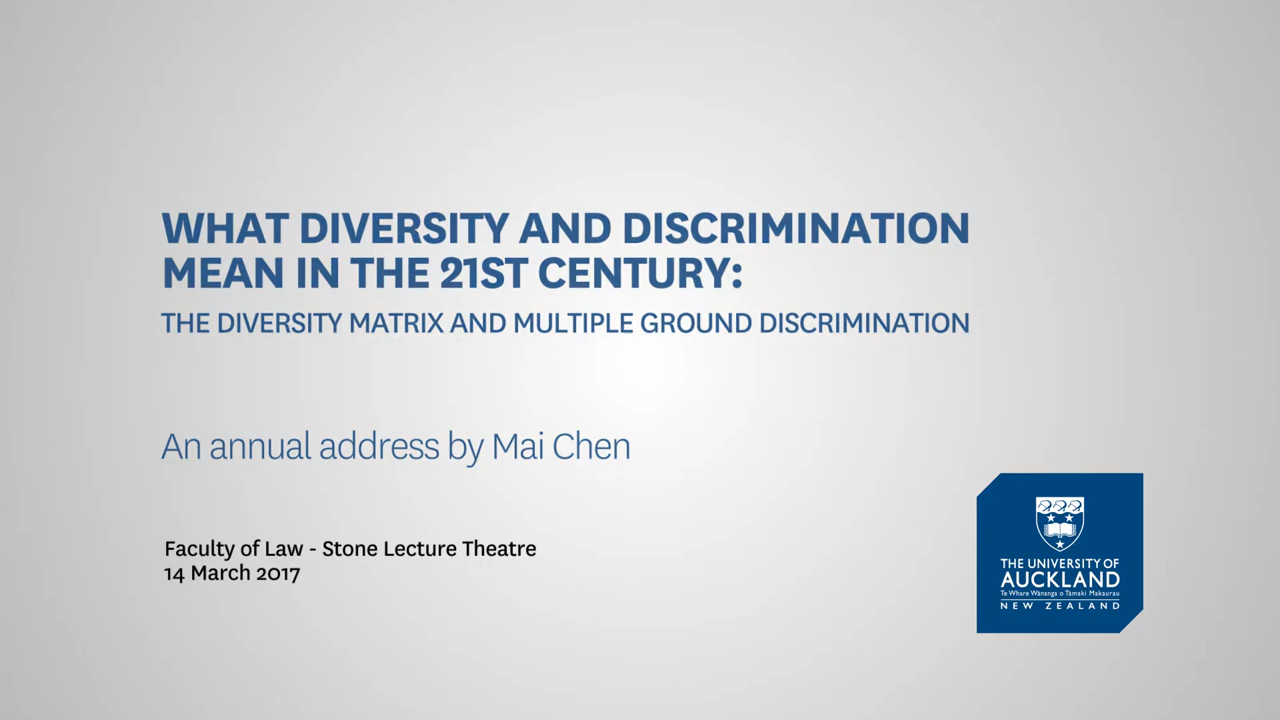 WHAT DIVERSITY AND DISCRIMINATION
MEAN IN THE 21ST CENTURY:
THE DIVERSITY MATRIX AND MULTIPLE GROUND DISCRIMINATION
An annual address by Mai Chen
Faculty of Law - Stone Lecture Theatre
14 March 2017
THE UNIVERSITY OF
AUCKLAND
Te Whare Wānanga o Tāmaki Makaurau
NEW ZEALAND